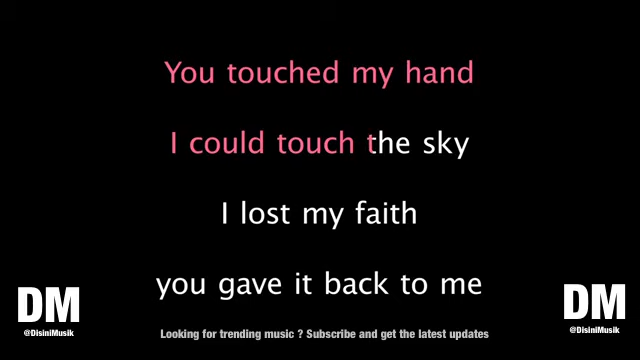 You touched my hand
I could touch the sky
I lost my faith
you gave it back to me
DM
@DisiniMusik
DM
@DisiniMusik
Looking for trending music ? Subscribe and get the latest updates